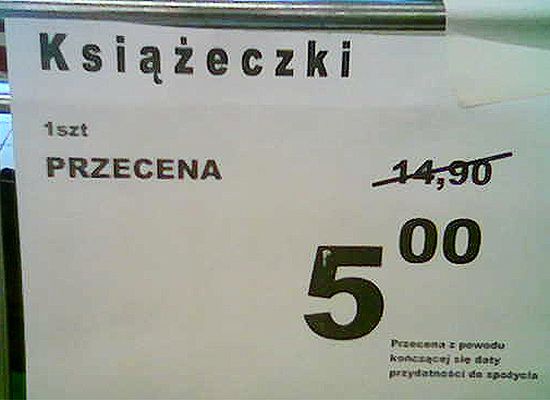 Książeczki
1szt
PRZECENA
14,90
5 00
Przecena z powodu
kończącej się daty
przydatności do spożycia